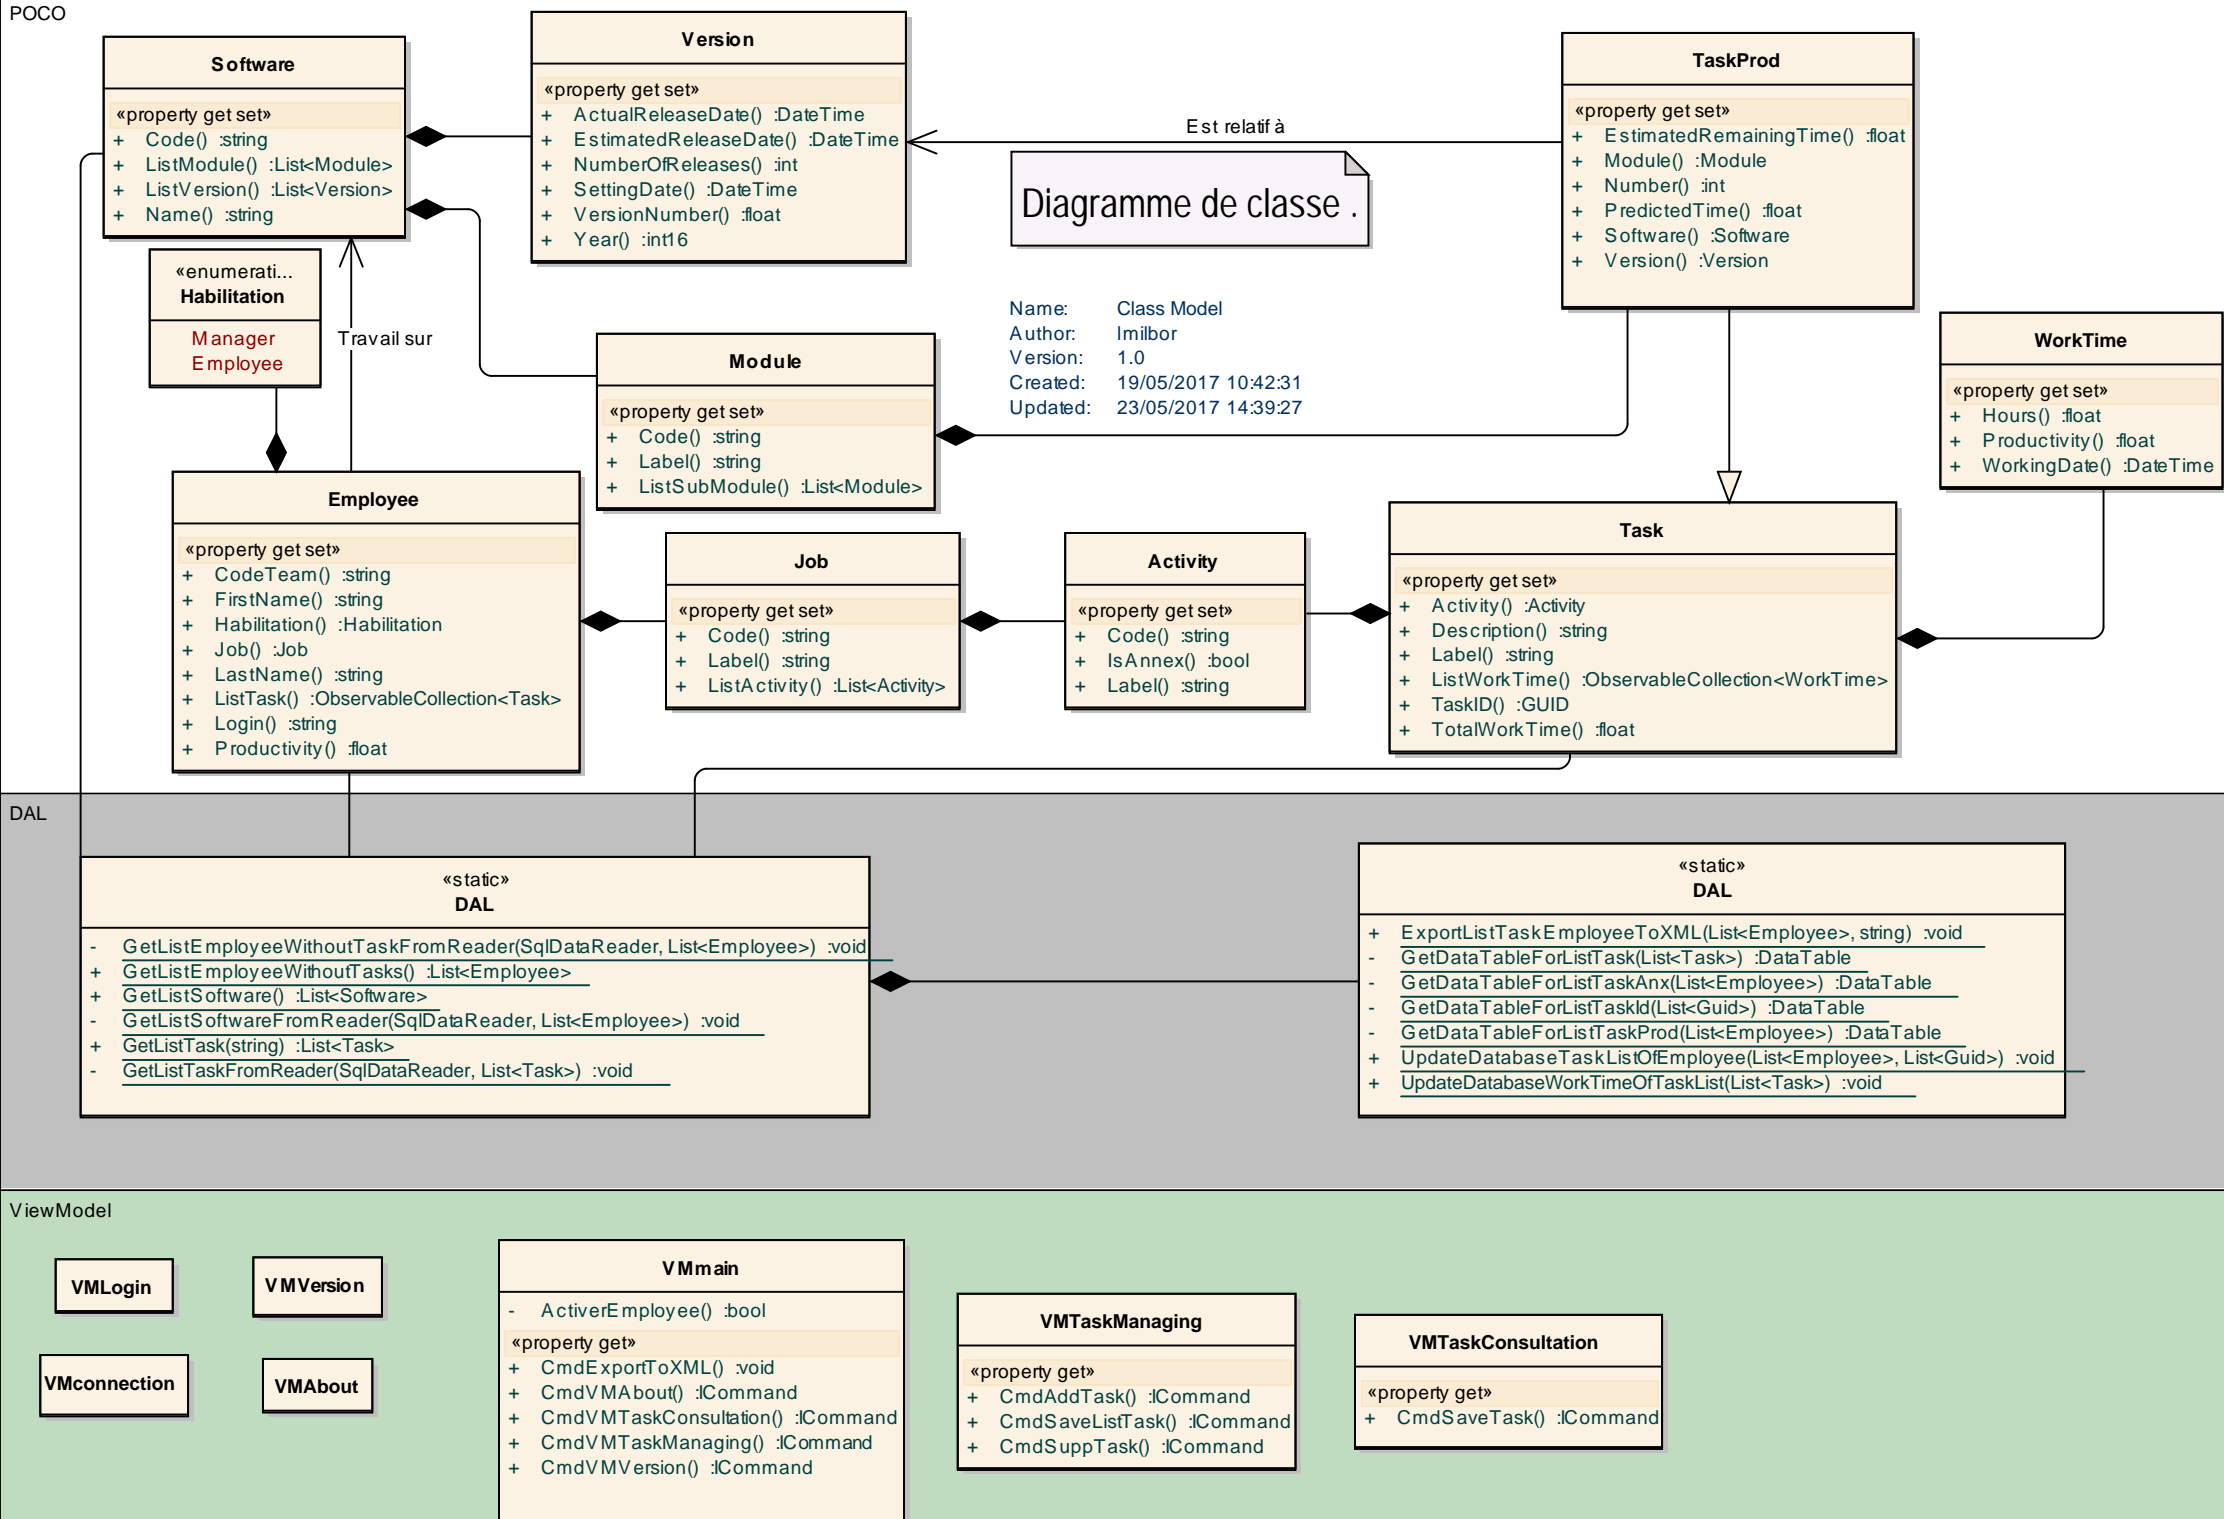 POCO
Software
«property get set»
+ Code() :string
+ ListModule() :List<Module>
+ ListVersion() :List<Version>
+ Name() :string
Version
«property get set»
+ ActualReleaseDate() :DateTime
+ EstimatedReleaseDate() :DateTime
+ NumberOfReleases() :int
+ SettingDate() :DateTime
+ VersionNumber() :float
+ Year() :int16
Est relatif à
Diagramme de classe .
TaskProd
«property get set»
+ EstimatedRemainingTime() :float
+ Module() :Module
+ Number() :int
+ PredictedTime() :float
+ Software() :Software
+ Version() :Version
«enumerati...
Habilitation
Manager
Employee
Travail sur
Module
«property get set»
+ Code() :string
+ Label() :string
+ ListSubModule() :List<Module>
Name: Class Model
Author: lmilbor
Version: 1.0
Created: 19/05/2017 10:42:31
Updated: 23/05/2017 14:39:27
WorkTime
«property get set»
+ Hours() :float
+ Productivity() :float
+ WorkingDate() :DateTime
Employee
«property get set»
+ CodeTeam() :string
+ FirstName() :string
+ Habilitation() :Habilitation
+ Job() :Job
+ LastName() :string
+ ListTask() :ObservableCollection<Task>
+ Login() :string
+ Productivity() :float
Job
«property get set»
+ Code() :string
+ Label() :string
+ ListActivity() :List<Activity>
Activity
«property get set»
+ Code() :string
+ IsAnnex() :bool
+ Label() :string
Task
«property get set»
+ Activity() :Activity
+ Description() :string
+ Label() :string
+ ListWorkTime() :ObservableCollection<WorkTime>
+ TaskID() :GUID
+ TotalWorkTime() :float
DAL
«static»
DAL
- GetListEmployeeWithoutTaskFromReader(SqlDataReader, List<Employee>) :void
+ GetListEmployeeWithoutTasks() :List<Employee>
+ GetListSoftware() :List<Software>
- GetListSoftwareFromReader(SqlDataReader, List<Employee>) :void
+ GetListTask(string) :List<Task>
- GetListTaskFromReader(SqlDataReader, List<Task>) :void
«static»
DAL
+ ExportListTaskEmployeeToXML(List<Employee>, string) :void
- GetDataTableForListTask(List<Task>) :DataTable
- GetDataTableForListTaskAnx(List<Employee>) :DataTable
- GetDataTableForListTaskId(List<Guid>) :DataTable
- GetDataTableForListTaskProd(List<Employee>) :DataTable
+ UpdateDatabaseTaskListOfEmployee(List<Employee>, List<Guid>) :void
+ UpdateDatabaseWorkTimeOfTaskList(List<Task>) :void
ViewModel
VMLogin
VMVersion
VMconnection
VMAbout
VMmain
- ActiverEmployee() :bool
«property get»
+ CmdExportToXML() :void
+ CmdVMAbout() :ICommand
+ CmdVMTaskConsultation() :ICommand
+ CmdVMTaskManaging() :ICommand
+ CmdVMVersion() :ICommand
VMTaskManaging
«property get»
+ CmdAddTask() :ICommand
+ CmdSaveListTask() :ICommand
+ CmdSuppTask() :ICommand
VMTaskConsultation
«property get»
+ CmdSaveTask() :ICommand